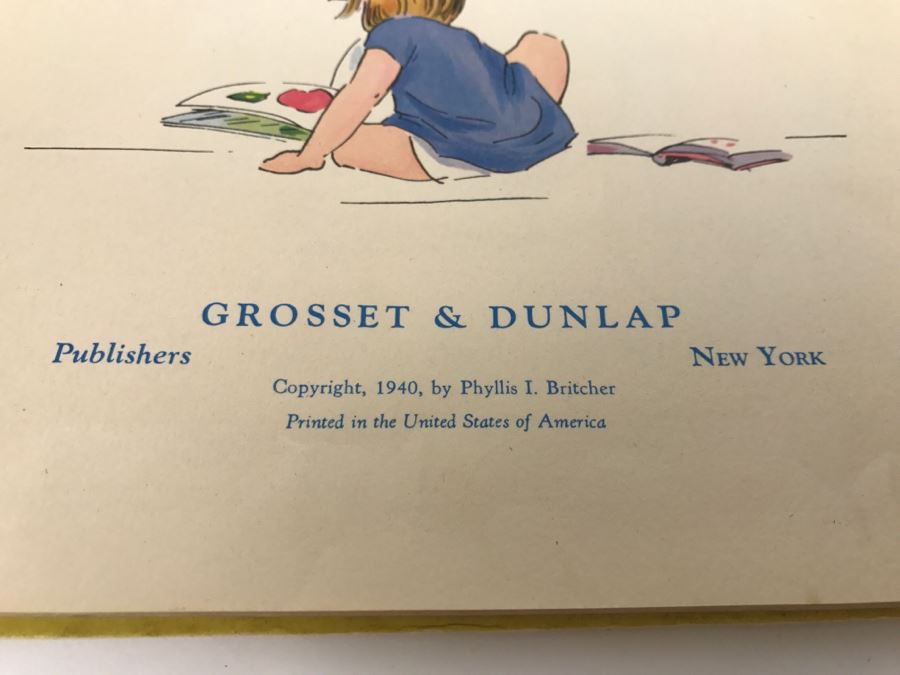 GROSSET & DUNLAP
Publishers NEW YORK
Copyright, 1940, by Phyllis I. Britcher
Printed in the United States of America